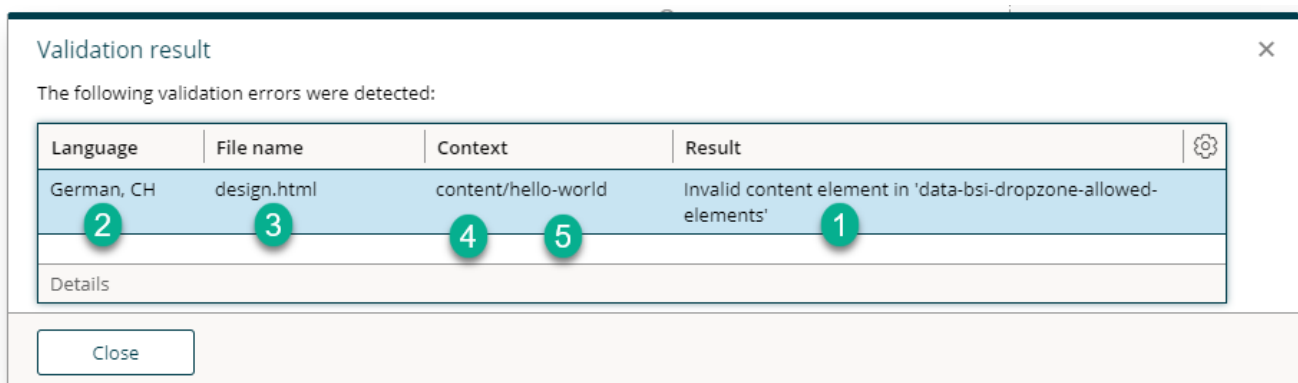 Validation result
The following validation errors were detected:
Language File name Context Result
German, CH design.html content/hello-world Invalid content element in 'data-bsi-dropzone-allowed-
elements'
2 3 4 5 1
Details
Close